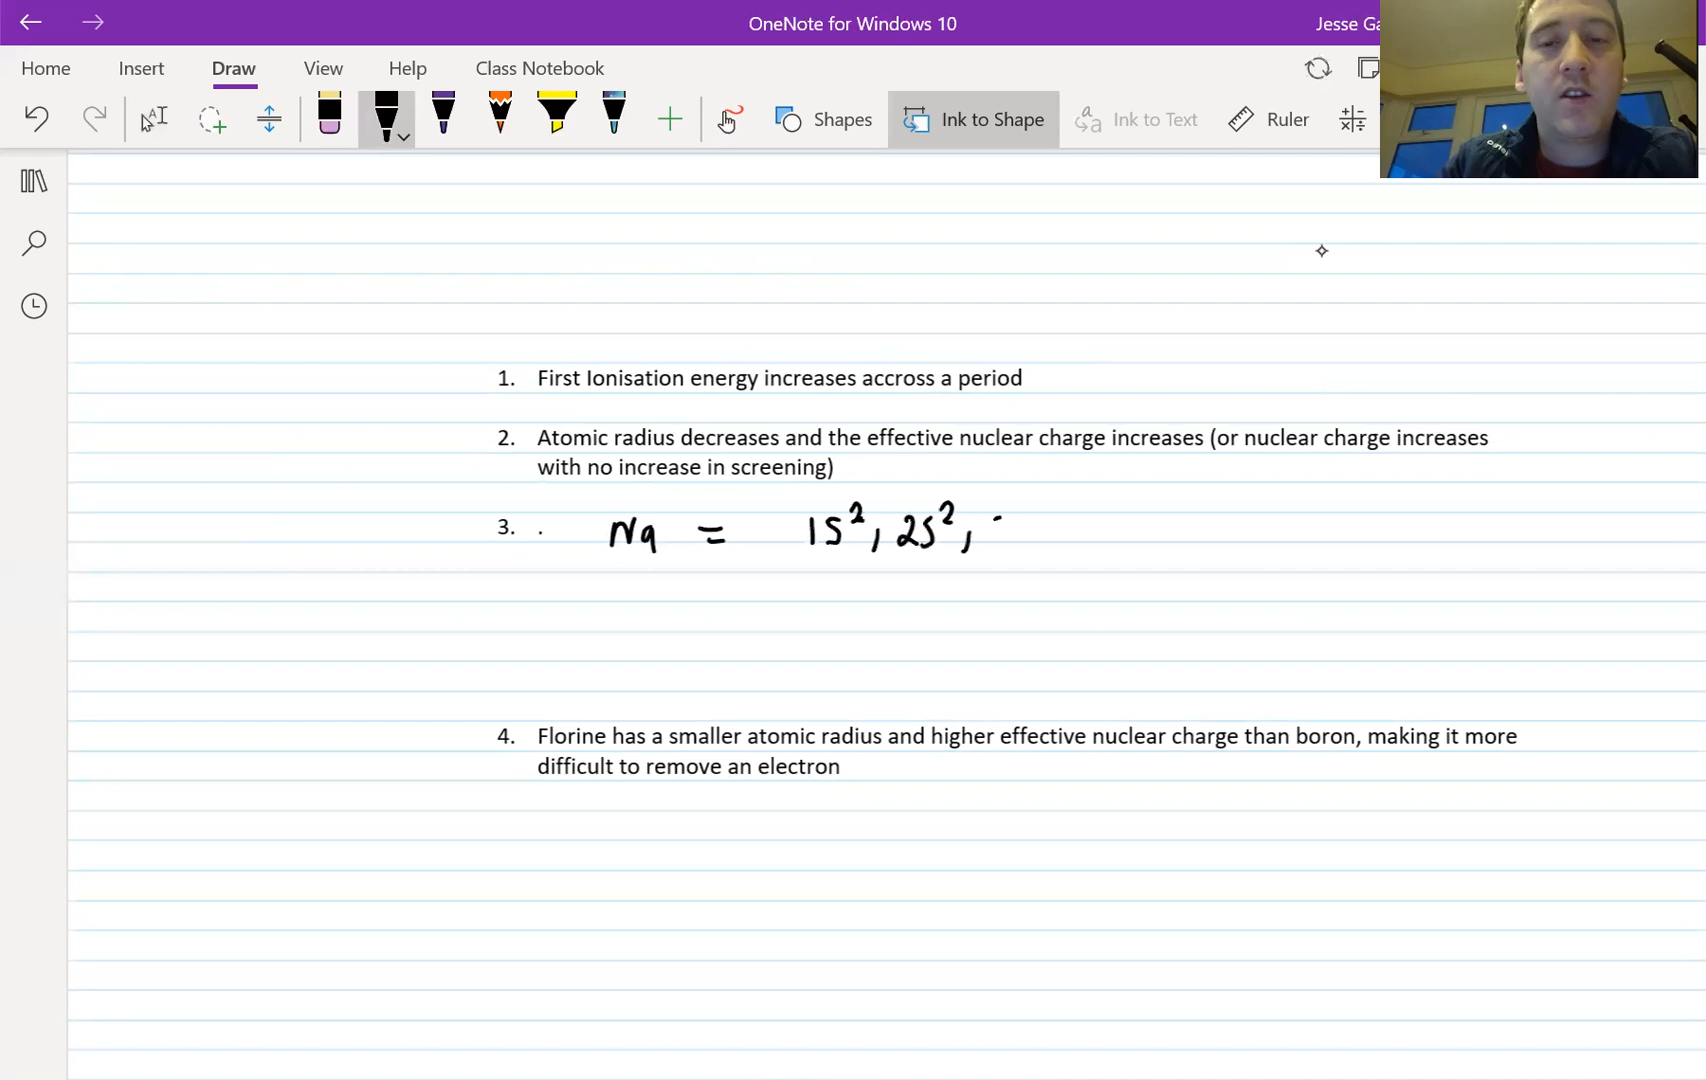 OneNote for Windows 10
Jesse Ga
Home Insert Draw View Help Class Notebook
Shapes Ink to Shape Ink to Text Ruler
1. First Ionisation energy increases accross a period
2. Atomic radius decreases and the effective nuclear charge increases (or nuclear charge increases
with no increase in screening)
3. . Na = 1S², 2S²,
4. Florine has a smaller atomic radius and higher effective nuclear charge than boron, making it more
difficult to remove an electron